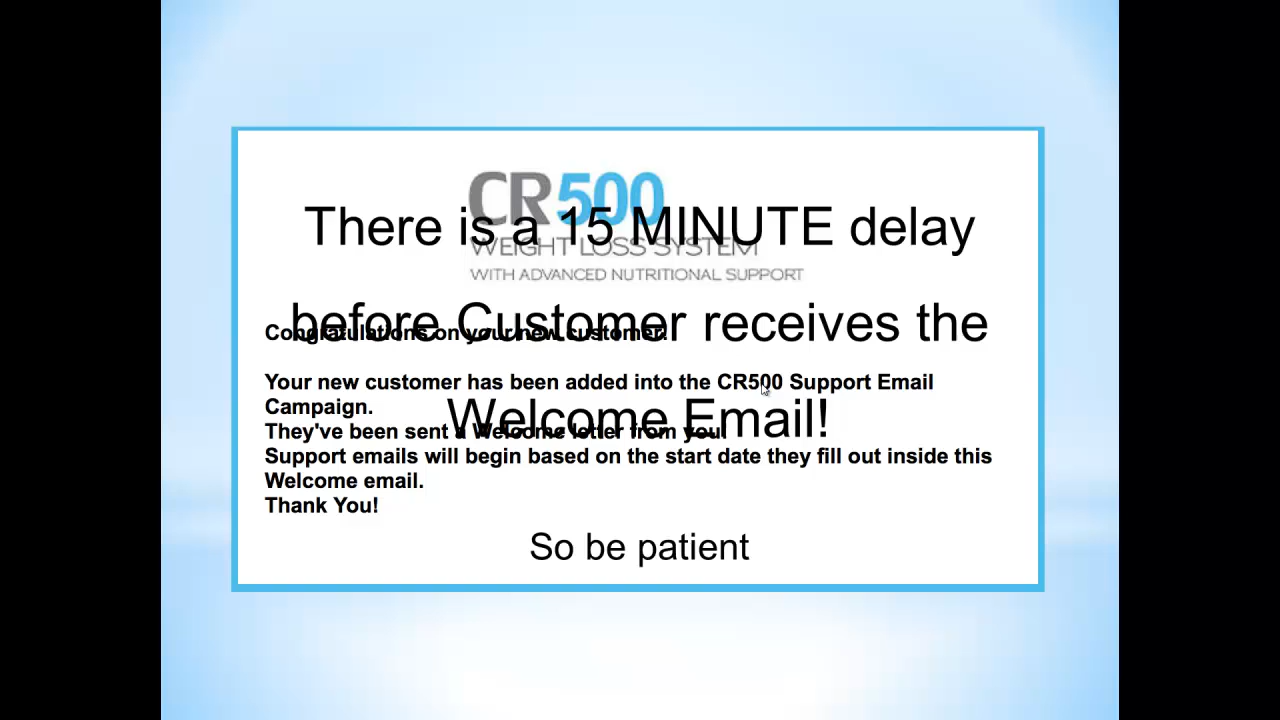 CR500
There is a 15 MINUTE delay
WEIGHT LOSS SYSTEM
WITH ADVANCED NUTRITIONAL SUPPORT
before Customer receives the
Congratulations on your new customer!
Your new customer has been added into the CR500 Support Email
Campaign.
Welcome Email!
They've been sent a Welcome letter from you.
Support emails will begin based on the start date they fill out inside this
Welcome email.
Thank You!
So be patient